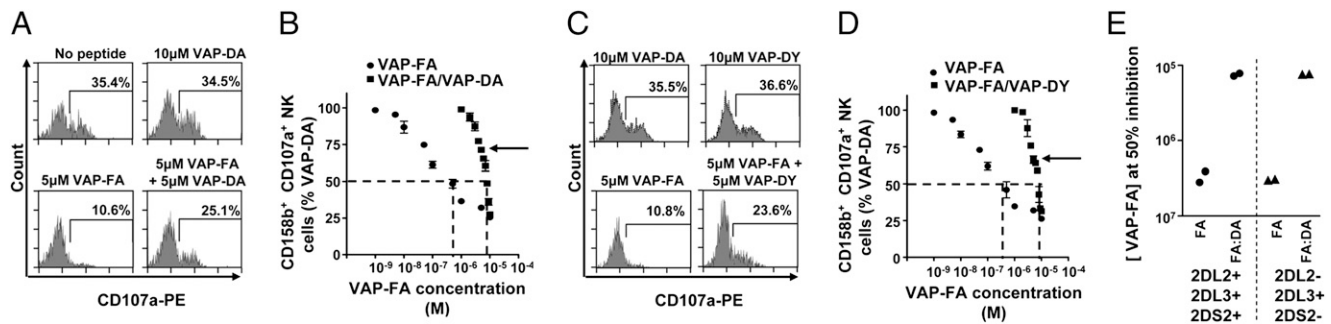 A
No peptide
10µM VAP-DA
35.4%
34.5%
5µM VAP-FA
5µM VAP-FA
+ 5µM VAP-DA
10.6%
25.1%
Count
CD107a-PE
B
VAP-FA
VAP-FA/VAP-DA
100
75
50
25
0
CD158b+ CD107a+ NK
cells (% VAP-DA)
10-9 10-8 10-7 10-6 10-5 10-4
VAP-FA concentration
(M)
C
10µM VAP-DA
10µM VAP-DY
35.5%
36.6%
5µM VAP-FA
5µM VAP-FA +
5µM VAP-DY
10.8%
23.6%
Count
CD107a-PE
D
VAP-FA
VAP-FA/VAP-DY
100
75
50
25
0
CD158b+ CD107a+ NK
cells (% VAP-DA)
10-9 10-8 10-7 10-6 10-5 10-4
VAP-FA concentration
(M)
E
[ VAP-FA] at 50% inhibition
10⁵
10⁶
10⁷
FA
FA:DA
FA
FA:DA
2DL2+
2DL3+
2DS2+
2DL2-
2DL3+
2DS2-